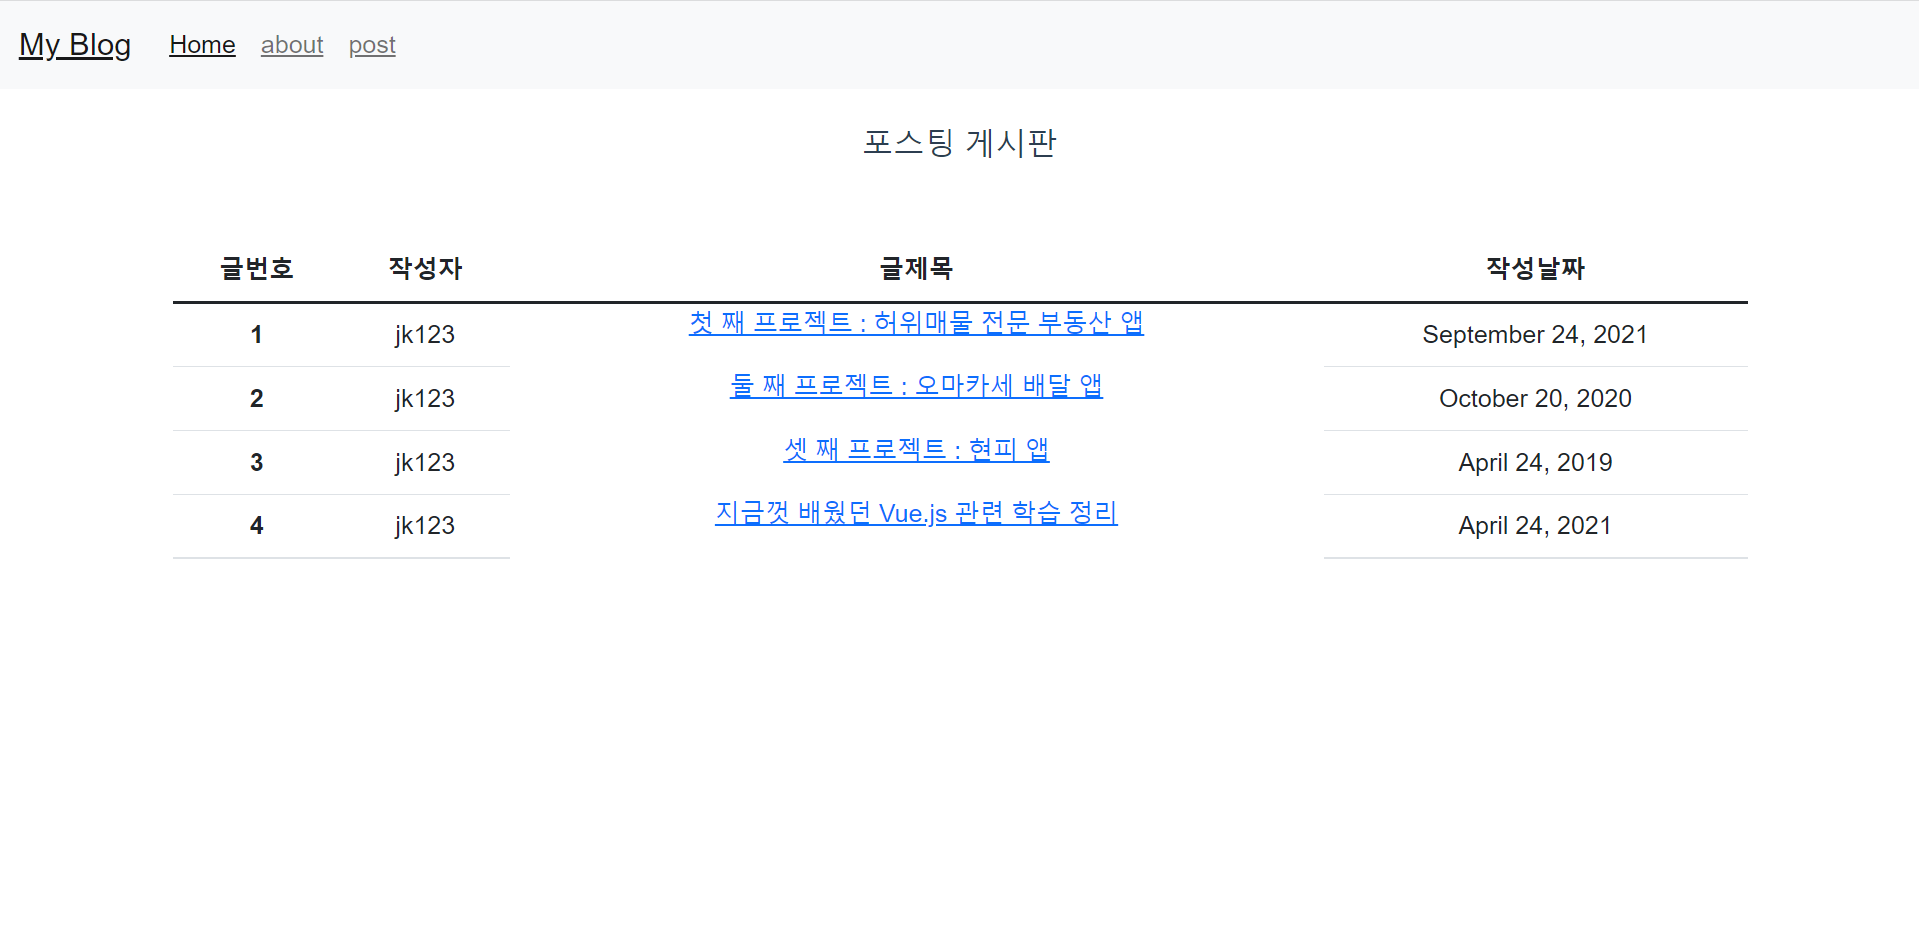 My Blog Home about post
포스팅 게시판
글번호 작성자 글제목 작성날짜
1 jk123 첫 째 프로젝트 : 허위매물 전문 부동산 앱 September 24, 2021
2 jk123 둘 째 프로젝트 : 오마카세 배달 앱 October 20, 2020
3 jk123 셋 째 프로젝트 : 현피 앱 April 24, 2019
4 jk123 지금껏 배웠던 Vue.js 관련 학습 정리 April 24, 2021